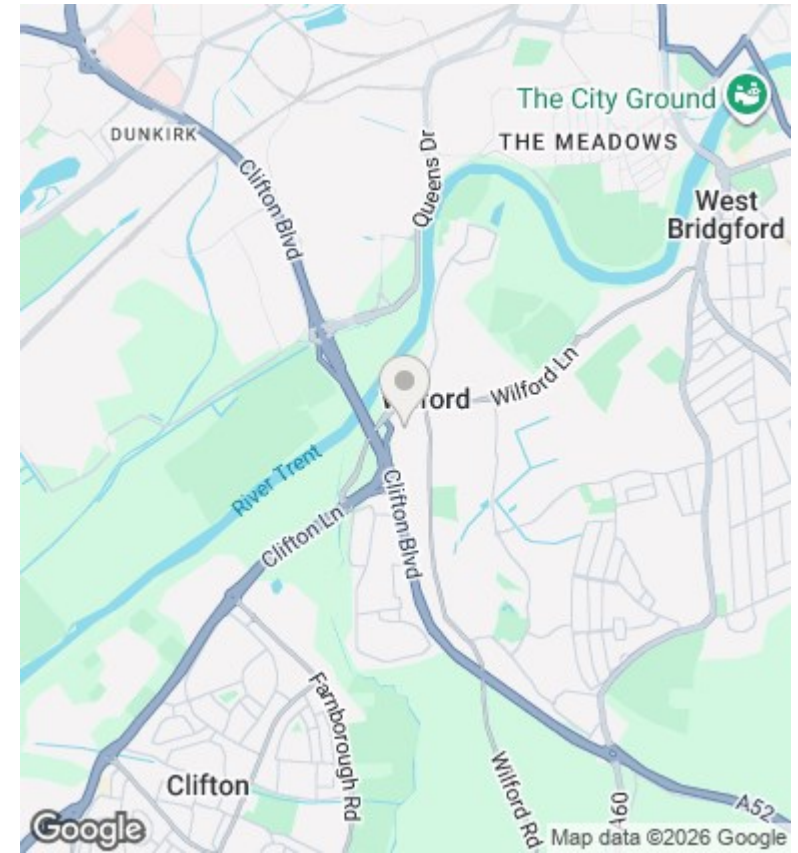 The City Ground
DUNKIRK
THE MEADOWS
Clifton Blvd
Queens Dr
West
Bridgford
Wilford Ln
River Trent
Clifton Ln
Clifton Blvd
Farnborough Rd
Wilford Rd
Clifton
A60
A52
Google
Map data ©2026 Google